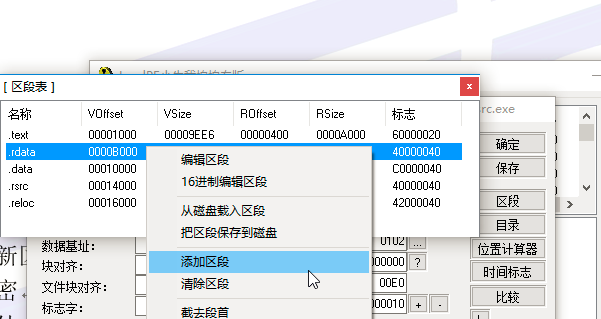 [ 区段表 ]
x
src.exe
名称 VOffset VSize ROffset RSize 标志
.text 00001000 00009EE6 00000400 0000A000 60000020
.rdata 0000B000 40000040
.data 00010000 C0000040
.rsrc 00014000 40000040
.reloc 00016000 42000040
编辑区段
16进制编辑区段
从磁盘载入区段
把区段保存到磁盘
添加区段
清除区段
截去段首
确定
保存
区段
目录
位置计算器
时间标志
比较
数据基址: 0102 ...
块对齐: 000000 ?
文件块对齐: 00E0
标志字: 000010 + -
新
密